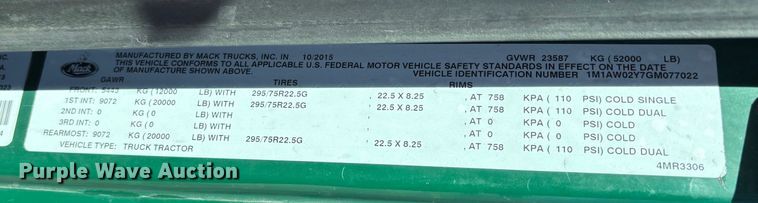 MANUFACTURED BY MACK TRUCKS, INC. IN 10/2015 GVWR 23587 KG (52000 LB)
THIS VEHICLE CONFORMS TO ALL APPLICABLE U.S. FEDERAL MOTOR VEHICLE SAFETY STANDARDS IN EFFECT ON THE DATE
OF MANUFACTURE SHOWN ABOVE. VEHICLE IDENTIFICATION NUMBER 1M1AW02Y7GM077022
Mack
GAWR TIRES RIMS
FRONT: 5443 KG (12000 LB) WITH 295/75R22.5G , 22.5 X 8.25 , AT 758 KPA ( 110 PSI) COLD SINGLE
1ST INT: 9072 KG (20000 LB) WITH 295/75R22.5G , 22.5 X 8.25 , AT 758 KPA ( 110 PSI) COLD DUAL
2ND INT: 0 KG ( 0 LB) WITH , AT 0 KPA ( 0 PSI) COLD
3RD INT: 0 KG ( 0 LB) WITH , AT 0 KPA ( 0 PSI) COLD
REARMOST: 9072 KG (20000 LB) WITH 295/75R22.5G , 22.5 X 8.25 , AT 758 KPA ( 110 PSI) COLD DUAL
VEHICLE TYPE: TRUCK TRACTOR
4MR3306
Purple Wave Auction